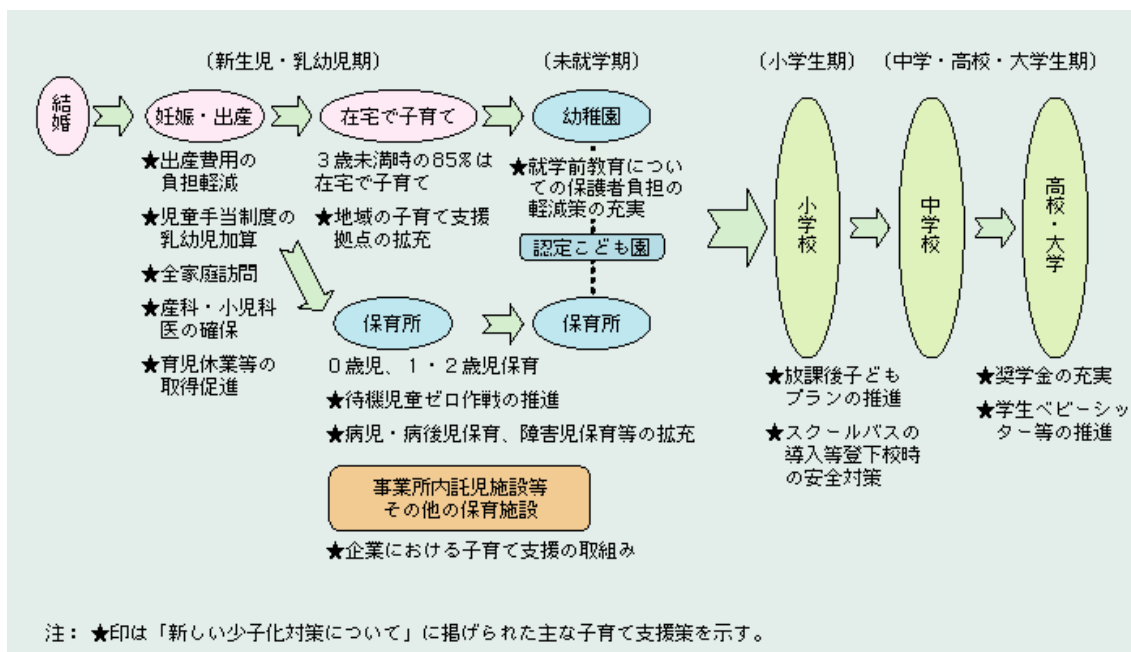 (新生児・乳幼児期)
(未就学期)
(小学生期)
(中学・高校・大学生期)
結婚
妊娠・出産
在宅で子育て
幼稚園
★出産費用の
負担軽減
★児童手当制度の
乳幼児加算
★全家庭訪問
★産科・小児科
医の確保
★育児休業等の
取得促進
3歳未満時の85%は
在宅で子育て
★地域の子育て支援
拠点の拡充
★就学前教育につい
ての保護者負担の
軽減策の充実
認定こども園
保育所
保育所
0歳児、1・2歳児保育
★待機児童ゼロ作戦の推進
★病児・病後児保育、障害児保育等の拡充
事業所内託児施設等
その他の保育施設
★企業における子育て支援の取組み
小学校
中学校
高校・大学
★放課後子ども
プランの推進
★スクールバスの
導入等登下校時
の安全対策
★奨学金の充実
★学生ベビーシッ
ター等の推進
注: ★印は「新しい少子化対策について」に掲げられた主な子育て支援策を示す。